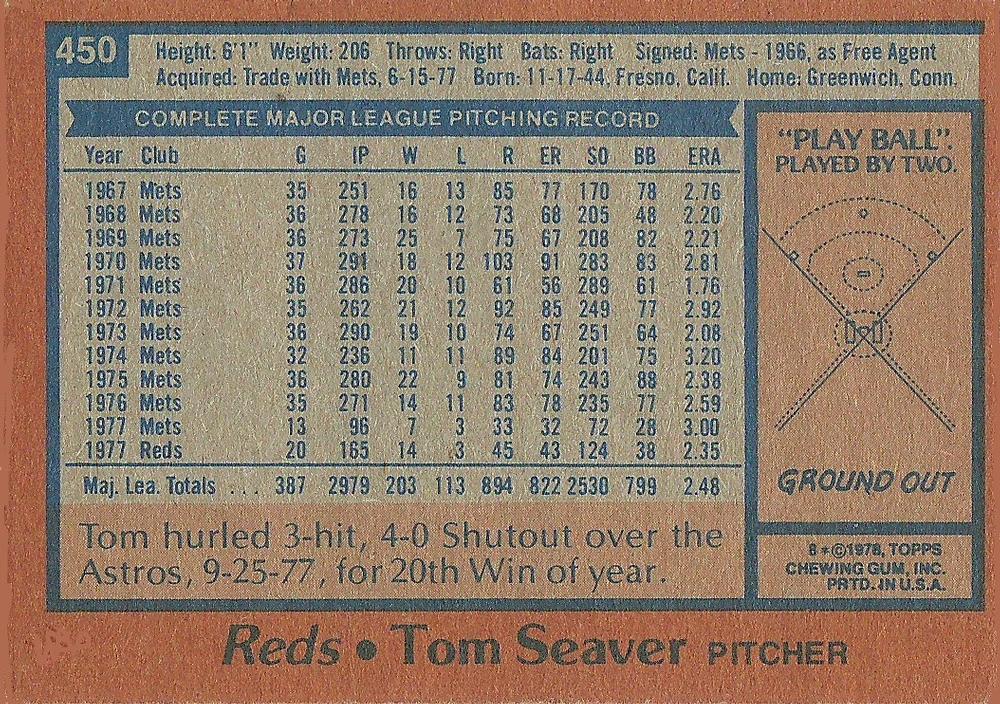 450
Height: 6'1" Weight: 206 Throws: Right Bats: Right Signed: Mets - 1966, as Free Agent
Acquired: Trade with Mets, 6-15-77 Born: 11-17-44, Fresno, Calif. Home: Greenwich, Conn.
COMPLETE MAJOR LEAGUE PITCHING RECORD
Year Club G IP W L R ER SO BB ERA
1967 Mets 35 251 16 13 85 77 170 78 2.76
1968 Mets 36 278 16 12 73 68 205 48 2.20
1969 Mets 36 273 25 7 75 67 208 82 2.21
1970 Mets 37 291 18 12 103 91 283 83 2.81
1971 Mets 36 286 20 10 61 56 289 61 1.76
1972 Mets 35 262 21 12 92 85 249 77 2.92
1973 Mets 36 290 19 10 74 67 251 64 2.08
1974 Mets 32 236 11 11 89 84 201 75 3.20
1975 Mets 36 280 22 9 81 74 243 88 2.38
1976 Mets 35 271 14 11 83 78 235 77 2.59
1977 Mets 13 96 7 3 33 32 72 28 3.00
1977 Reds 20 165 14 3 45 43 124 38 2.35
Maj. Lea. Totals ... 387 2979 203 113 894 822 2530 799 2.48
Tom hurled 3-hit, 4-0 Shutout over the
Astros, 9-25-77, for 20th Win of year.
"PLAY BALL".
PLAYED BY TWO.
GROUND OUT
8*©1978, TOPPS
CHEWING GUM, INC.
PRTD. IN U.S.A.
Reds • Tom Seaver PITCHER